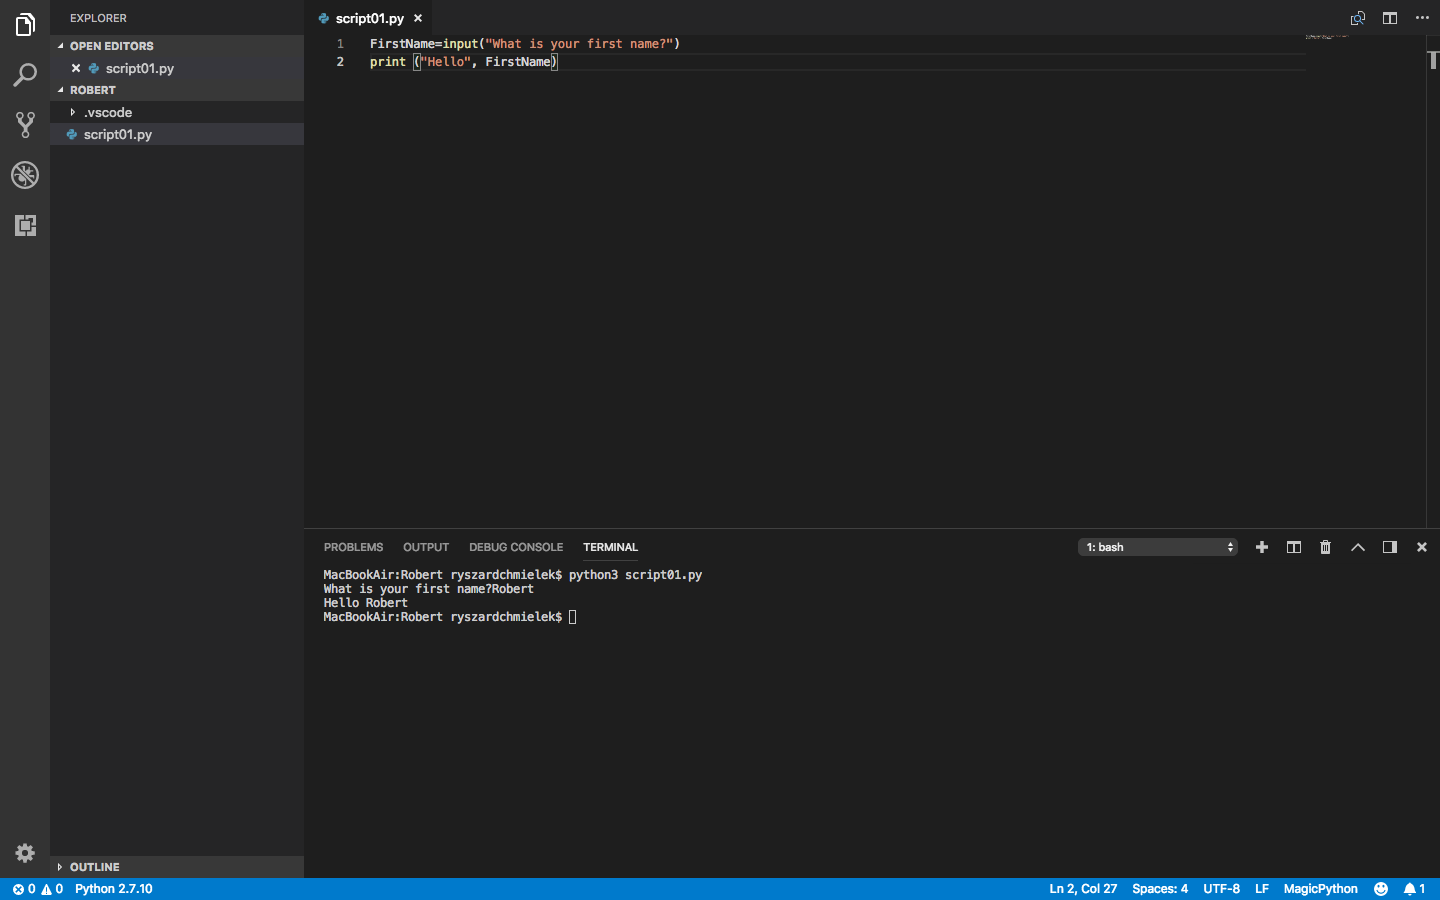 EXPLORER
OPEN EDITORS
script01.py
ROBERT
.vscode
script01.py
OUTLINE
script01.py
1 FirstName=input("What is your first name?")
2 print ("Hello", FirstName)
PROBLEMS OUTPUT DEBUG CONSOLE TERMINAL 1: bash
MacBookAir:Robert ryszardchmielek$ python3 script01.py
What is your first name?Robert
Hello Robert
MacBookAir:Robert ryszardchmielek$
0 0 Python 2.7.10 Ln 2, Col 27 Spaces: 4 UTF-8 LF MagicPython 1